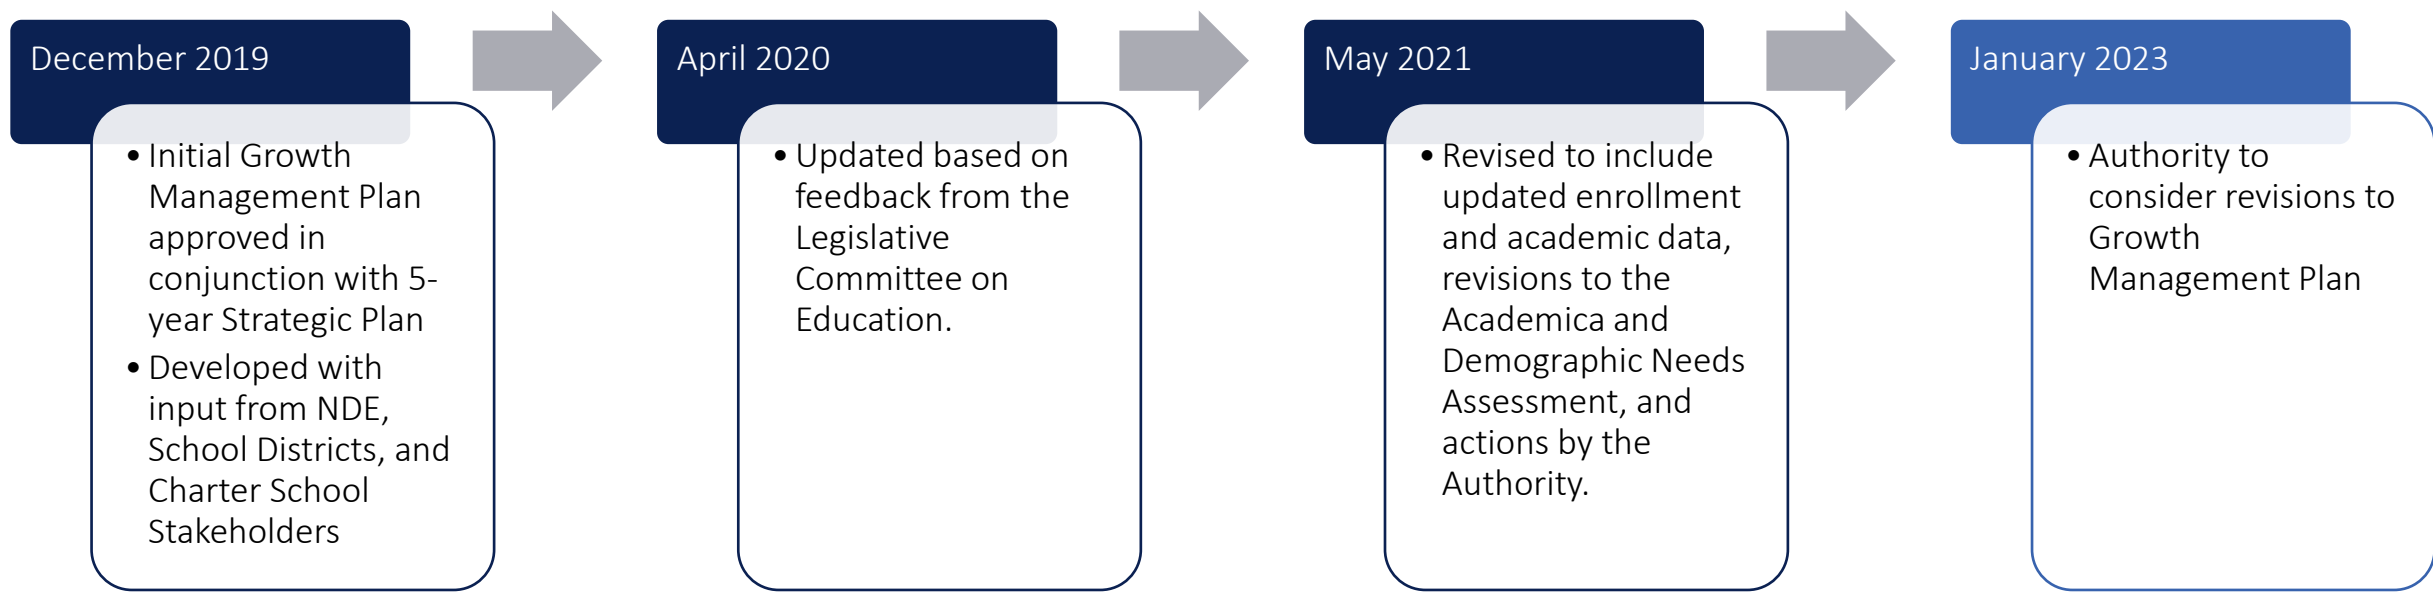 December 2019
• Initial Growth
Management Plan
approved in
conjunction with 5-
year Strategic Plan
• Developed with
input from NDE,
School Districts, and
Charter School
Stakeholders
April 2020
• Updated based on
feedback from the
Legislative
Committee on
Education.
May 2021
• Revised to include
updated enrollment
and academic data,
revisions to the
Academica and
Demographic Needs
Assessment, and
actions by the
Authority.
January 2023
• Authority to
consider revisions to
Growth
Management Plan